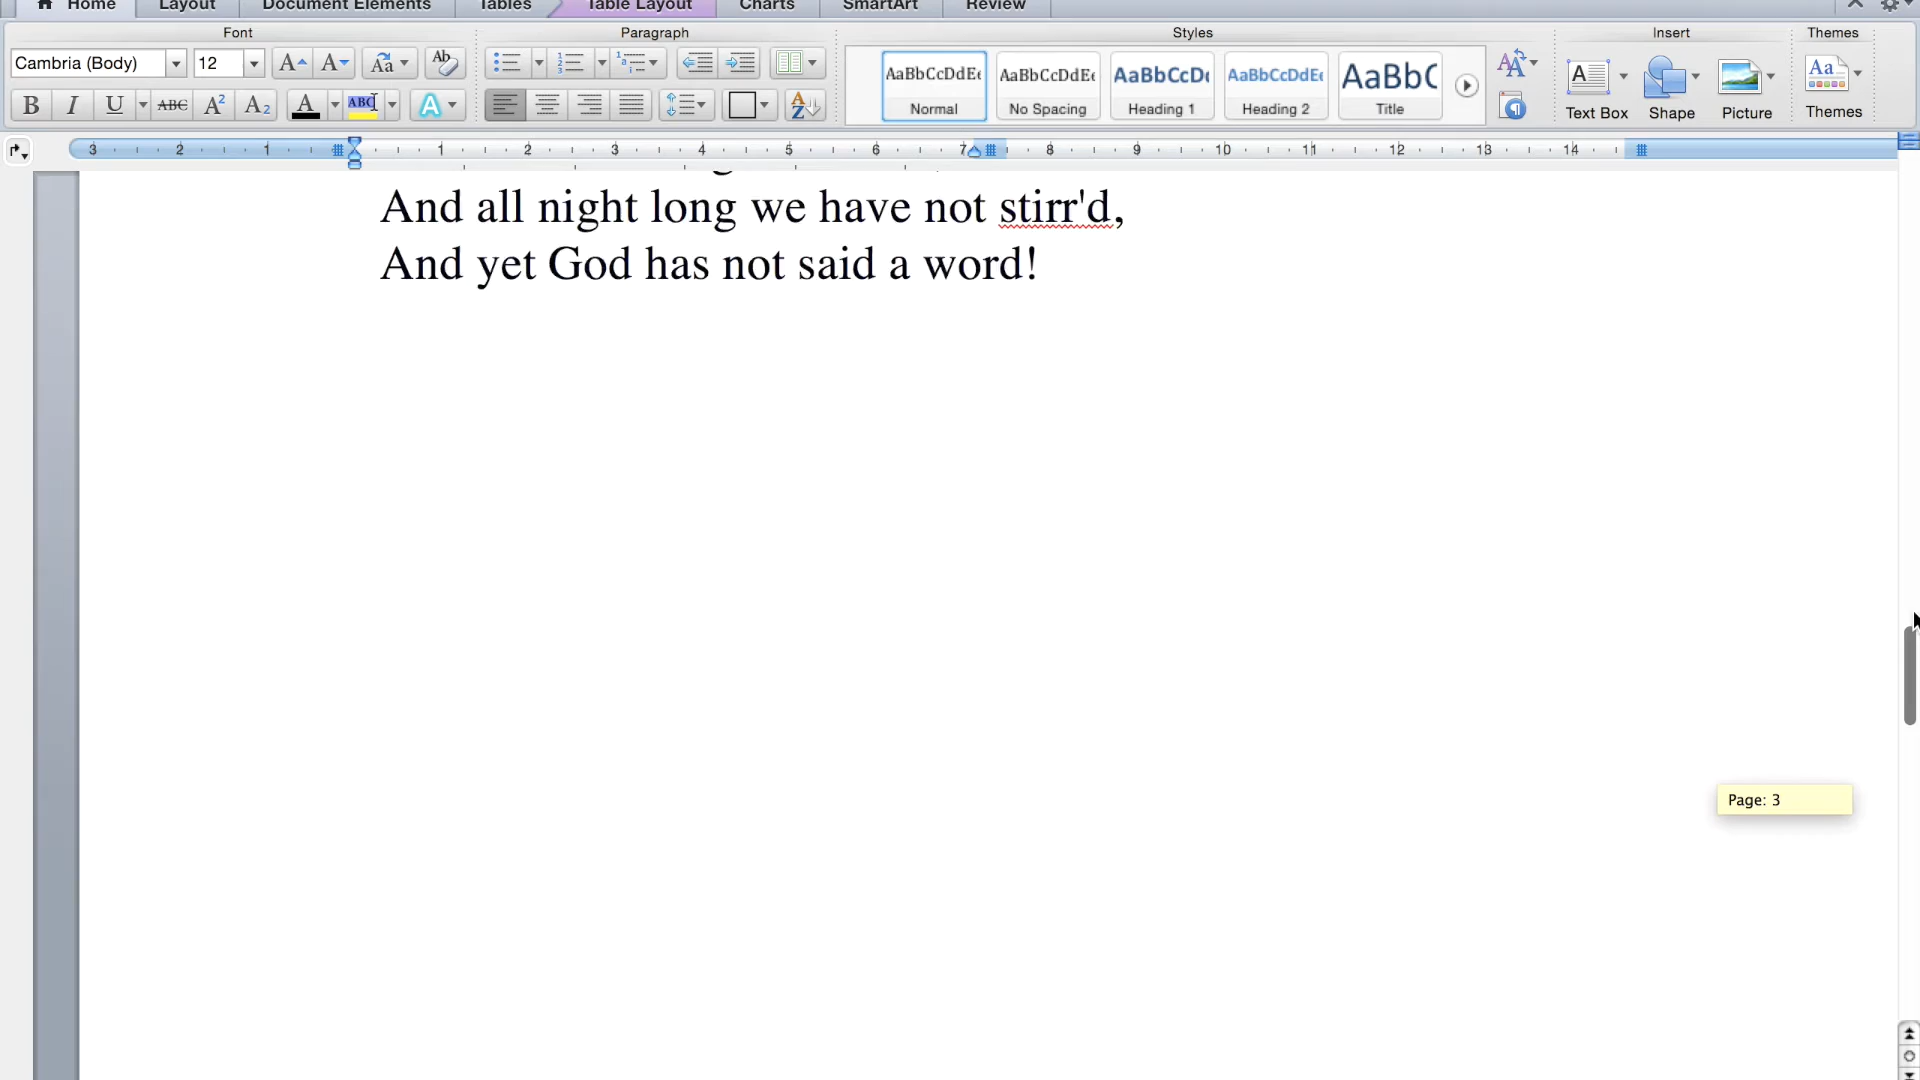 Home Layout Document Elements Tables Table Layout Charts SmartArt Review
Font Paragraph Styles Insert Themes
Cambria (Body) 12
AaBbCcDdEe AaBbCcDdEe AaBbCcDc AaBbCcDdEe AaBbC
Normal No Spacing Heading 1 Heading 2 Title
Text Box Shape Picture Themes
3 2 1 1 2 3 4 5 6 7 8 9 10 11 12 13 14
And all night long we have not stirr'd,
And yet God has not said a word!
Page: 3